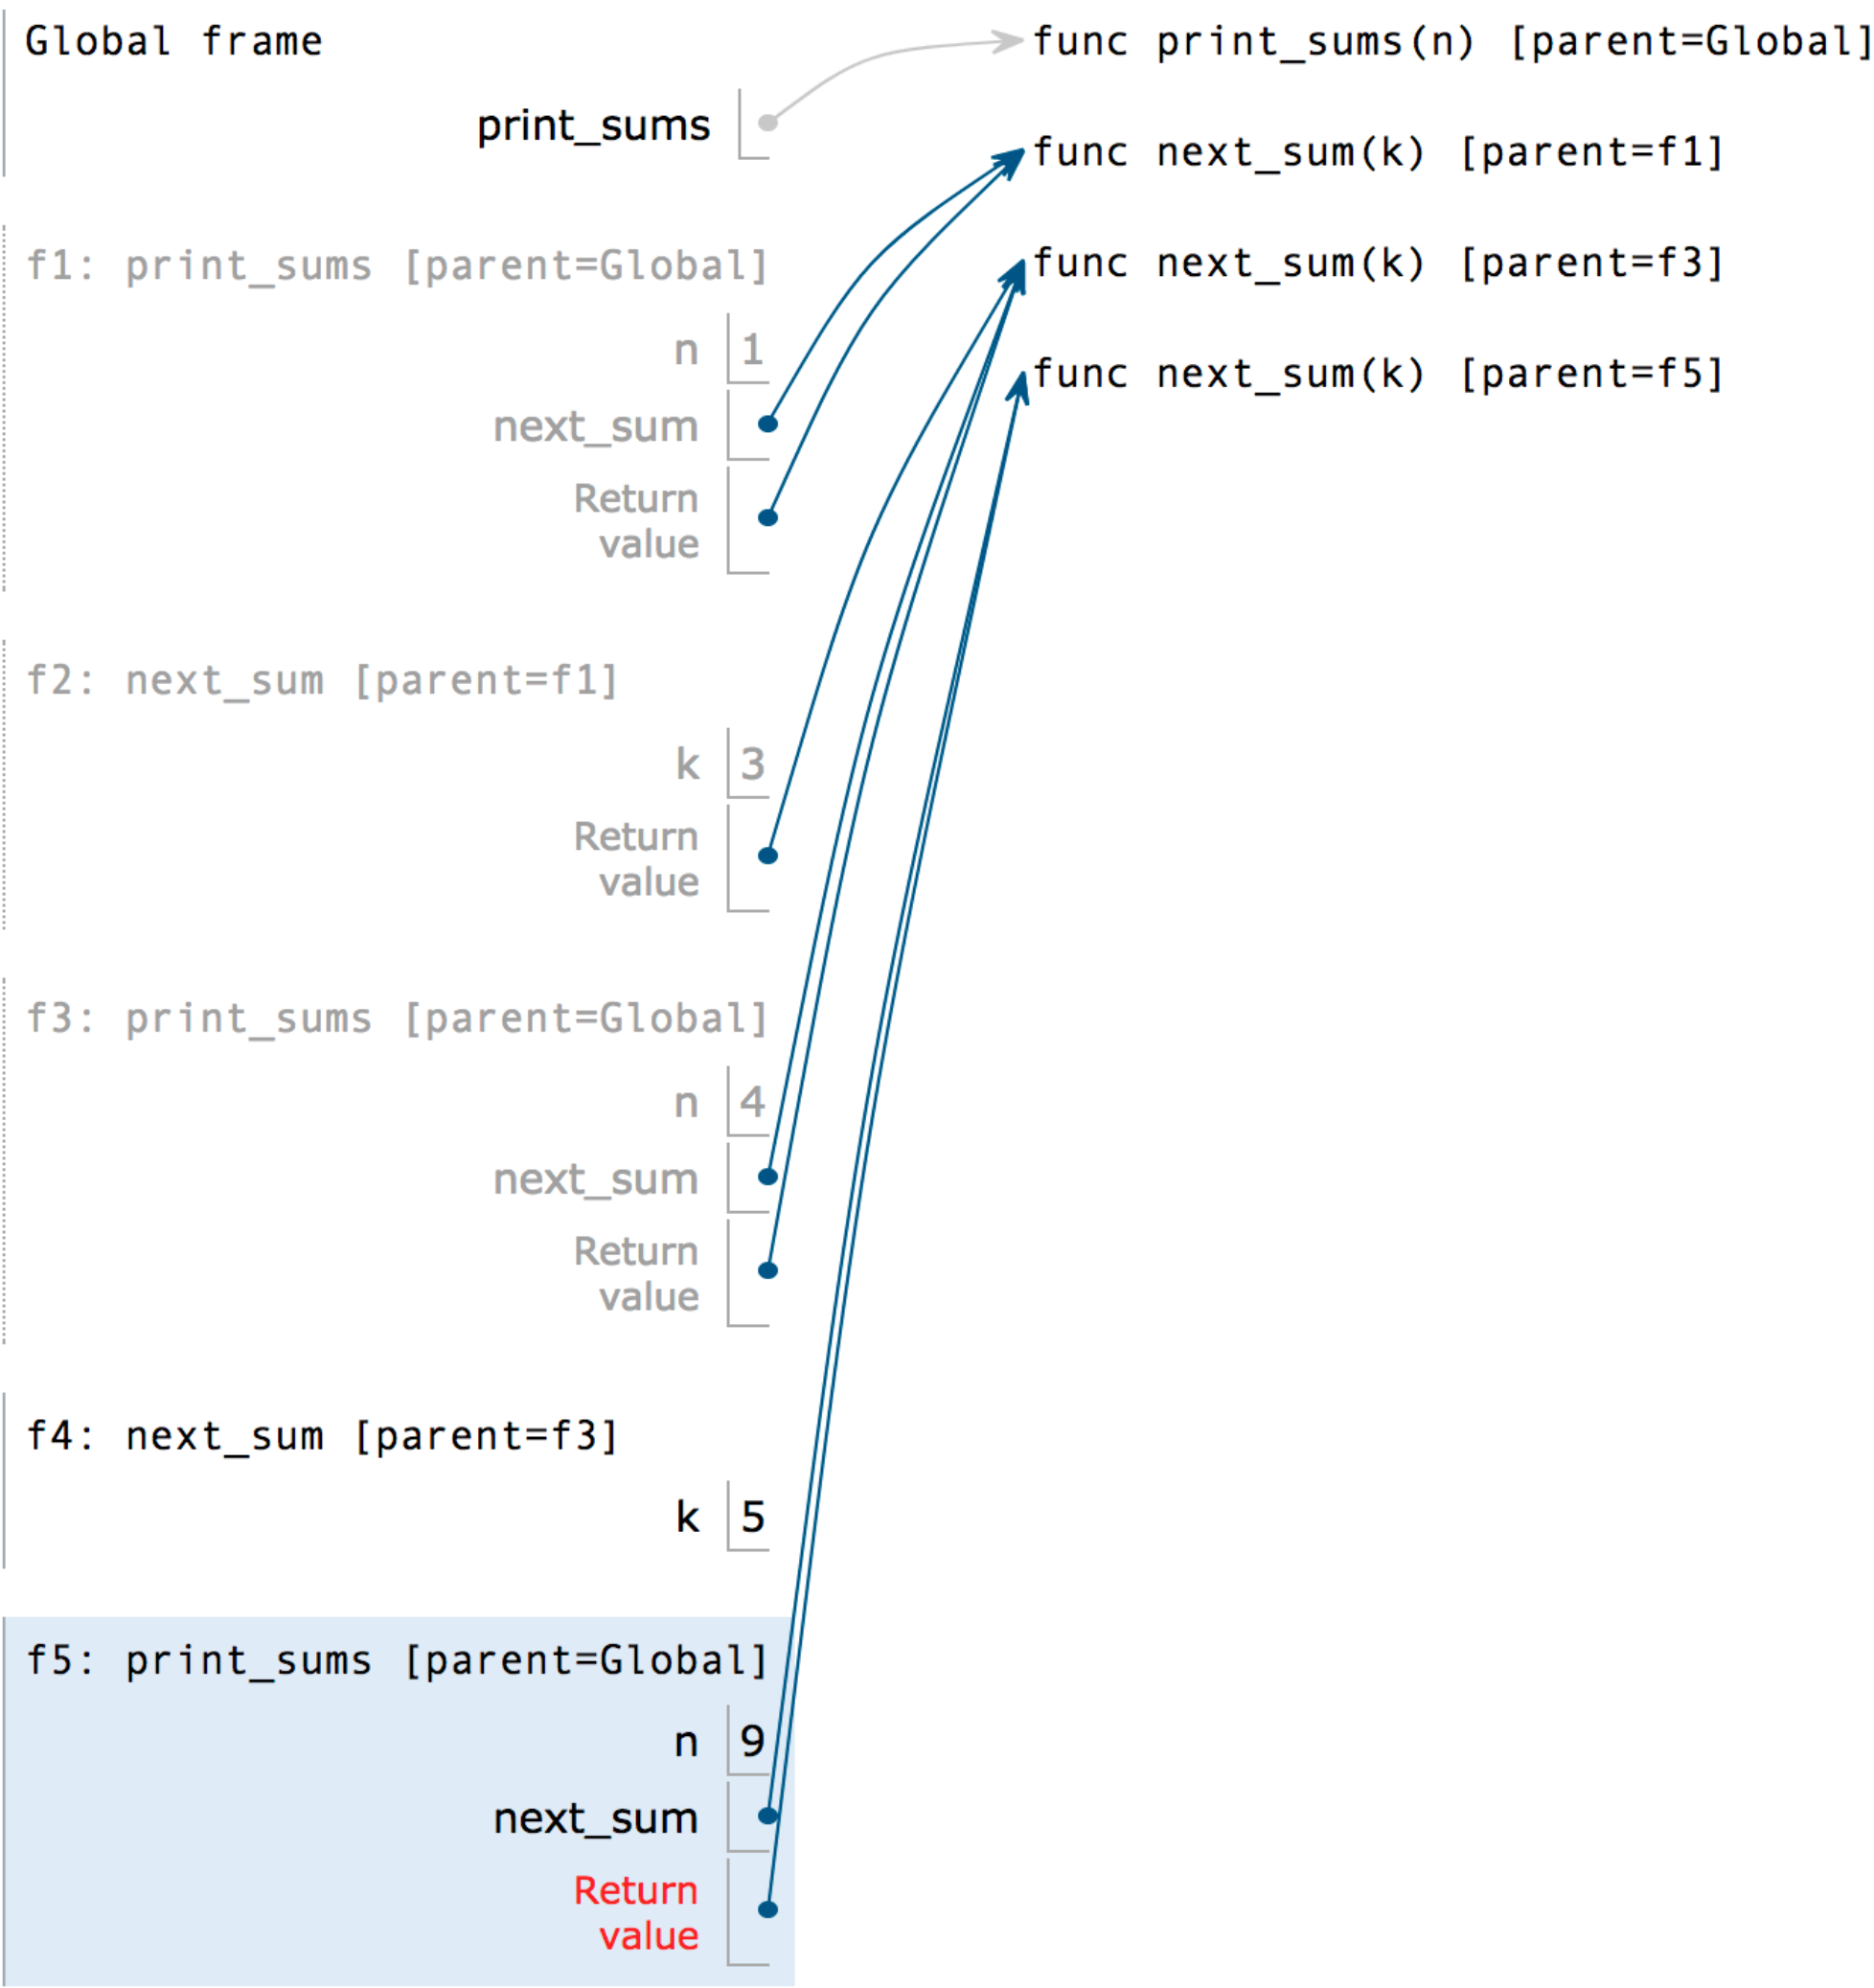 Global frame
print_sums
func print_sums(n) [parent=Global]
func next_sum(k) [parent=f1]
func next_sum(k) [parent=f3]
func next_sum(k) [parent=f5]
f1: print_sums [parent=Global]
n 1
next_sum
Return
value
f2: next_sum [parent=f1]
k 3
Return
value
f3: print_sums [parent=Global]
n 4
next_sum
Return
value
f4: next_sum [parent=f3]
k 5
f5: print_sums [parent=Global]
n 9
next_sum
Return
value